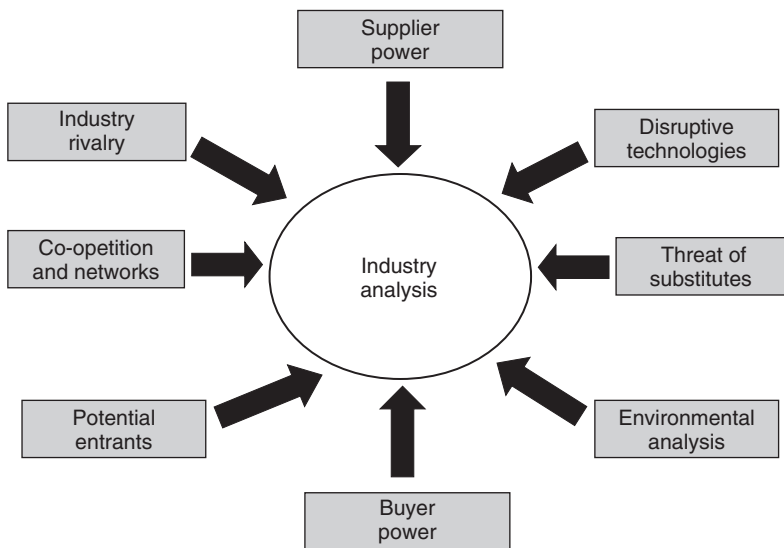 Supplier
power
Industry
rivalry
Disruptive
technologies
Co-opetition
and networks
Industry
analysis
Threat of
substitutes
Potential
entrants
Environmental
analysis
Buyer
power